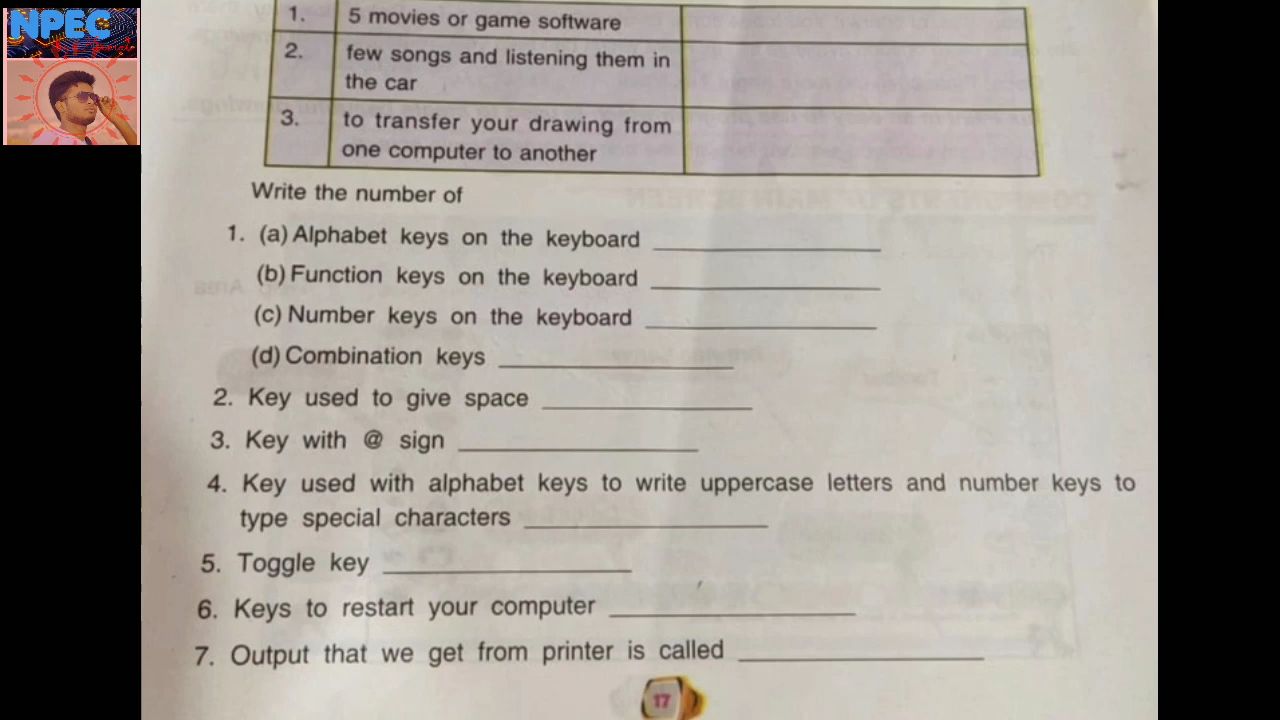 NPEC
1. 5 movies or game software
2. few songs and listening them in
the car
3. to transfer your drawing from
one computer to another
Write the number of
1. (a) Alphabet keys on the keyboard
(b) Function keys on the keyboard
(c) Number keys on the keyboard
(d) Combination keys
2. Key used to give space
3. Key with @ sign
4. Key used with alphabet keys to write uppercase letters and number keys to
type special characters
5. Toggle key
6. Keys to restart your computer
7. Output that we get from printer is called
17